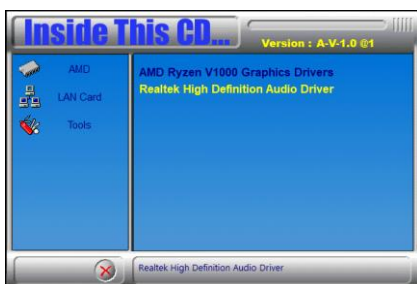 Inside This CD...
Version : A-V-1.0 @1
AMD
LAN Card
Tools
AMD Ryzen V1000 Graphics Drivers
Realtek High Definition Audio Driver
Realtek High Definition Audio Driver